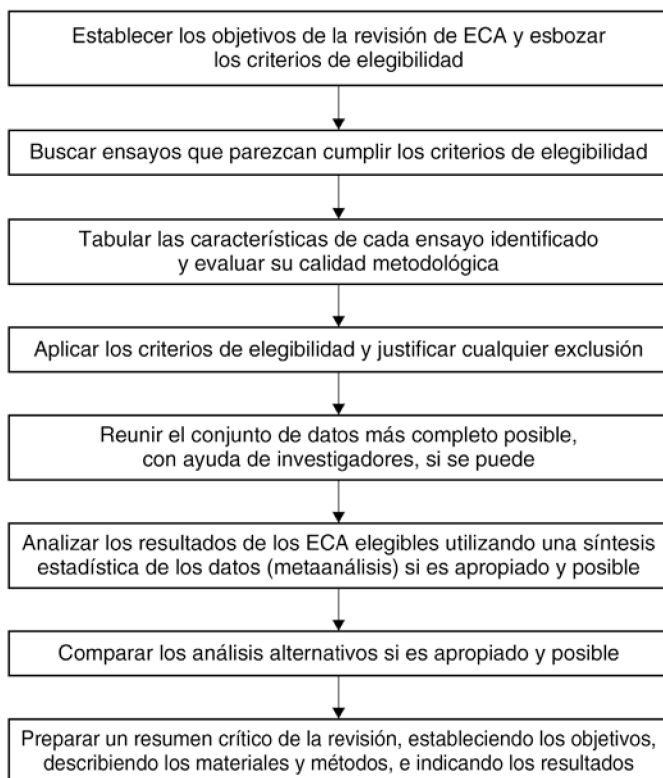 Establecer los objetivos de la revisión de ECA y esbozar
los criterios de elegibilidad
Buscar ensayos que parezcan cumplir los criterios de elegibilidad
Tabular las características de cada ensayo identificado
y evaluar su calidad metodológica
Aplicar los criterios de elegibilidad y justificar cualquier exclusión
Reunir el conjunto de datos más completo posible,
con ayuda de investigadores, si se puede
Analizar los resultados de los ECA elegibles utilizando una síntesis
estadística de los datos (metaanálisis) si es apropiado y posible
Comparar los análisis alternativos si es apropiado y posible
Preparar un resumen crítico de la revisión, estableciendo los objetivos,
describiendo los materiales y métodos, e indicando los resultados